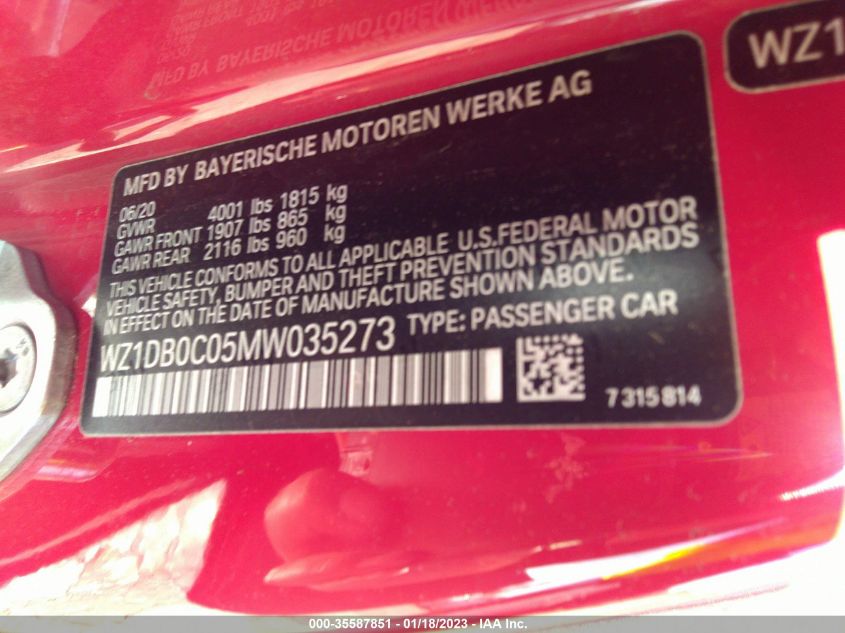 WZ1
MFD BY BAYERISCHE MOTOREN WERKE AG
06/20
GVWR 4001 lbs 1815 kg
GAWR FRONT 1907 lbs 865 kg
GAWR REAR 2116 lbs 960 kg
THIS VEHICLE CONFORMS TO ALL APPLICABLE U.S.FEDERAL MOTOR
VEHICLE SAFETY, BUMPER AND THEFT PREVENTION STANDARDS
IN EFFECT ON THE DATE OF MANUFACTURE SHOWN ABOVE.
WZ1DB0C05MW035273 TYPE: PASSENGER CAR
7 315 814
000-35587851 - 01/18/2023 - IAA Inc.